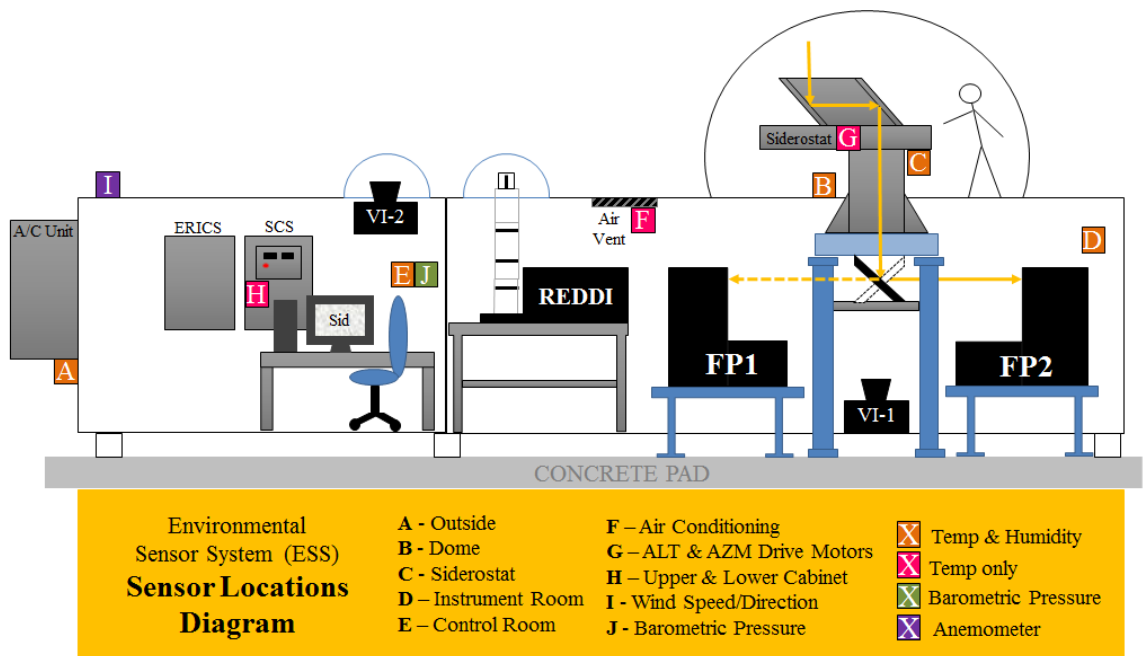 Siderostat
G
C
I
B
A/C Unit
ERICS
SCS
VI-2
Air
Vent
F
D
E
J
H
REDDI
Sid
A
FP1
FP2
VI-1
CONCRETE PAD
Environmental
Sensor System (ESS)
Sensor Locations
Diagram
A - Outside
B - Dome
C - Siderostat
D – Instrument Room
E – Control Room
F – Air Conditioning
G – ALT & AZM Drive Motors
H – Upper & Lower Cabinet
I - Wind Speed/Direction
J - Barometric Pressure
X Temp & Humidity
X Temp only
X Barometric Pressure
X Anemometer